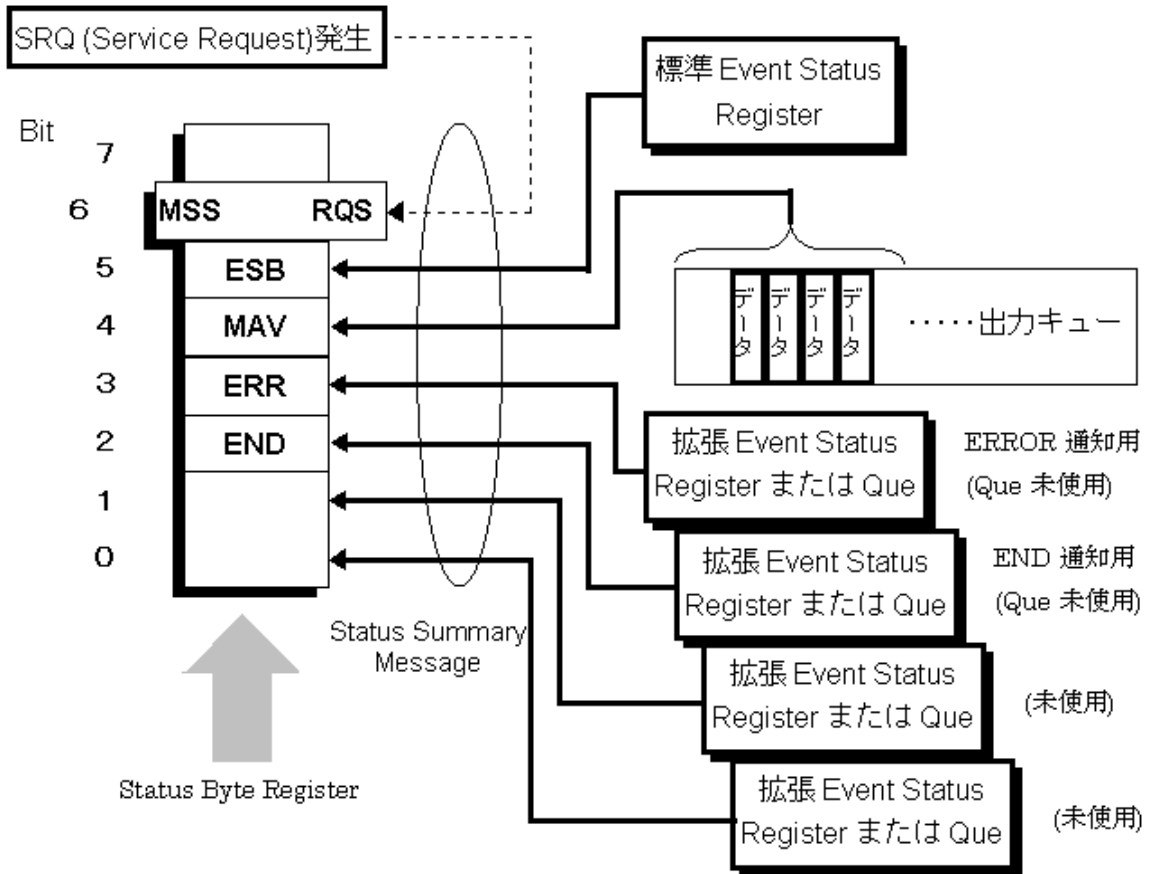 SRQ (Service Request)発生
標準 Event Status
Register
Bit
7
6
MSS RQS
5
ESB
4
MAV
3
ERR
2
END
1
0
データ
データ
データ
データ
·····出力キュー
拡張 Event Status
Register または Que
ERROR 通知用
(Que 未使用)
拡張 Event Status
Register または Que
END 通知用
(Que 未使用)
拡張 Event Status
Register または Que
(未使用)
拡張 Event Status
Register または Que
(未使用)
Status Summary
Message
Status Byte Register